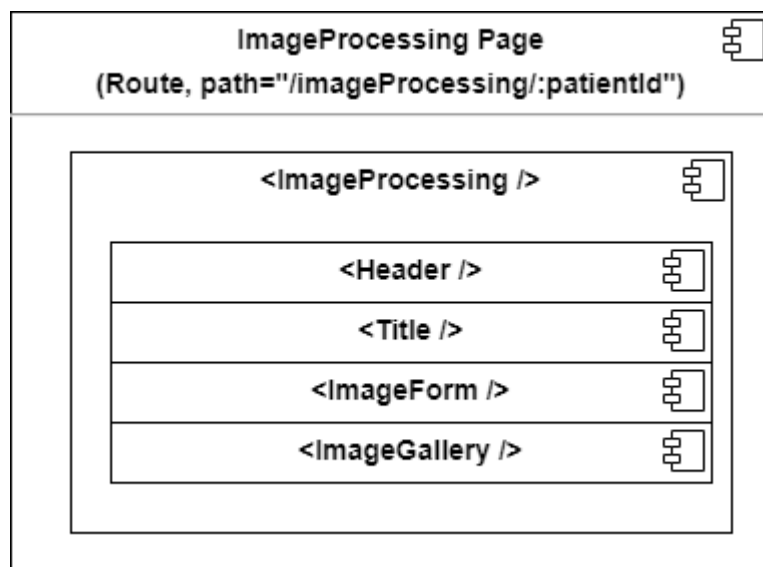 ImageProcessing Page
(Route, path="/imageProcessing/:patientId")
<ImageProcessing />
<Header />
<Title />
<ImageForm />
<ImageGallery />